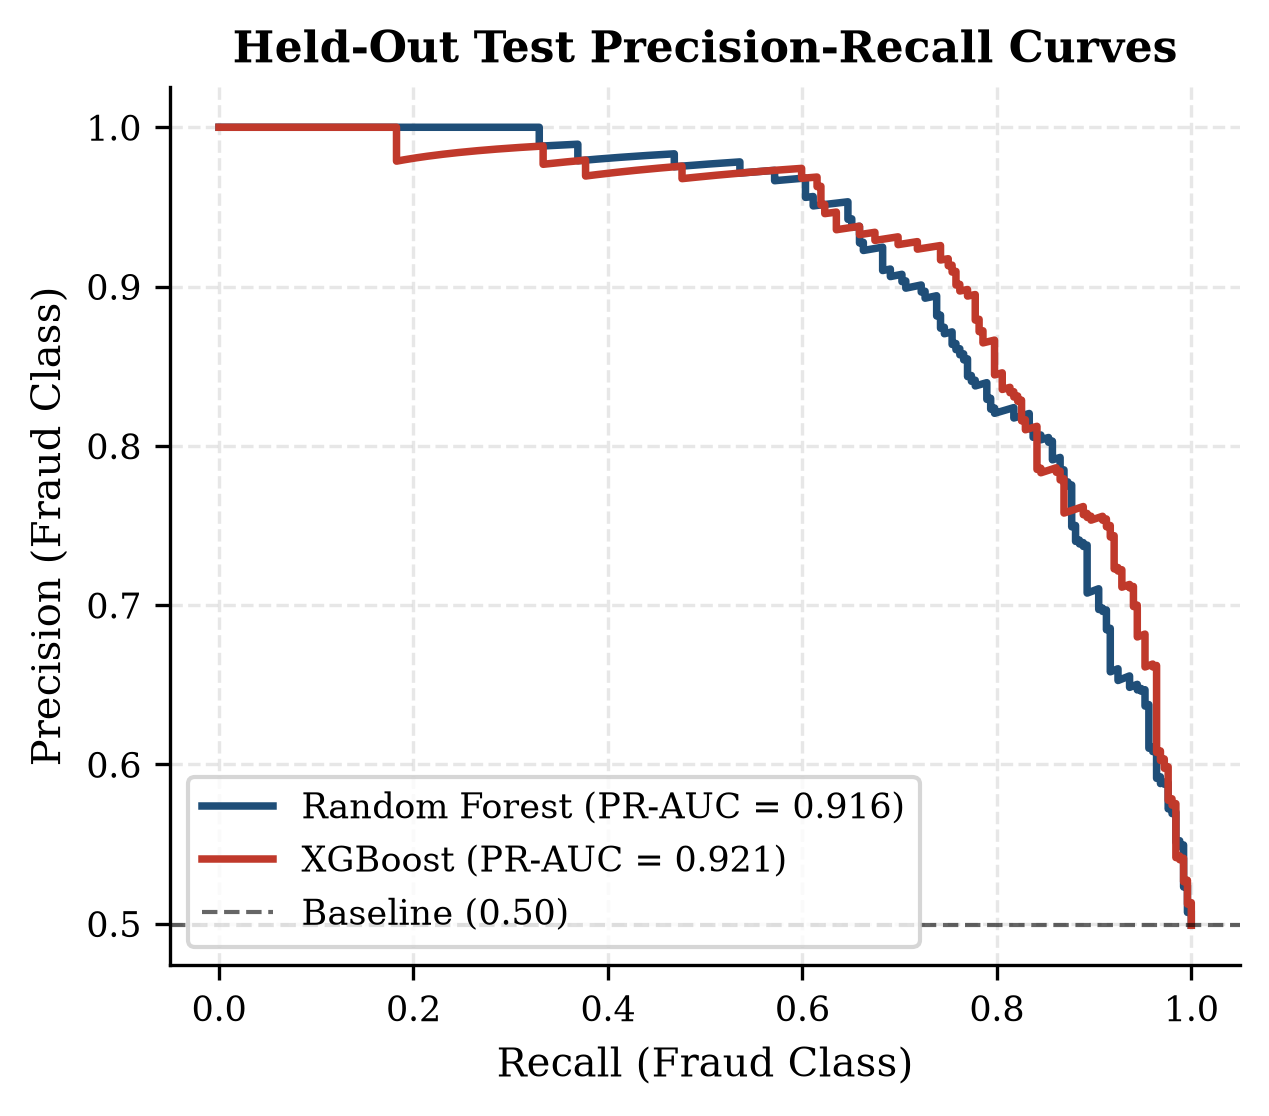 Held-Out Test Precision-Recall Curves
1.0
0.9
0.8
0.7
0.6
0.5
Precision (Fraud Class)
Random Forest (PR-AUC = 0.916)
XGBoost (PR-AUC = 0.921)
Baseline (0.50)
0.0 0.2 0.4 0.6 0.8 1.0
Recall (Fraud Class)